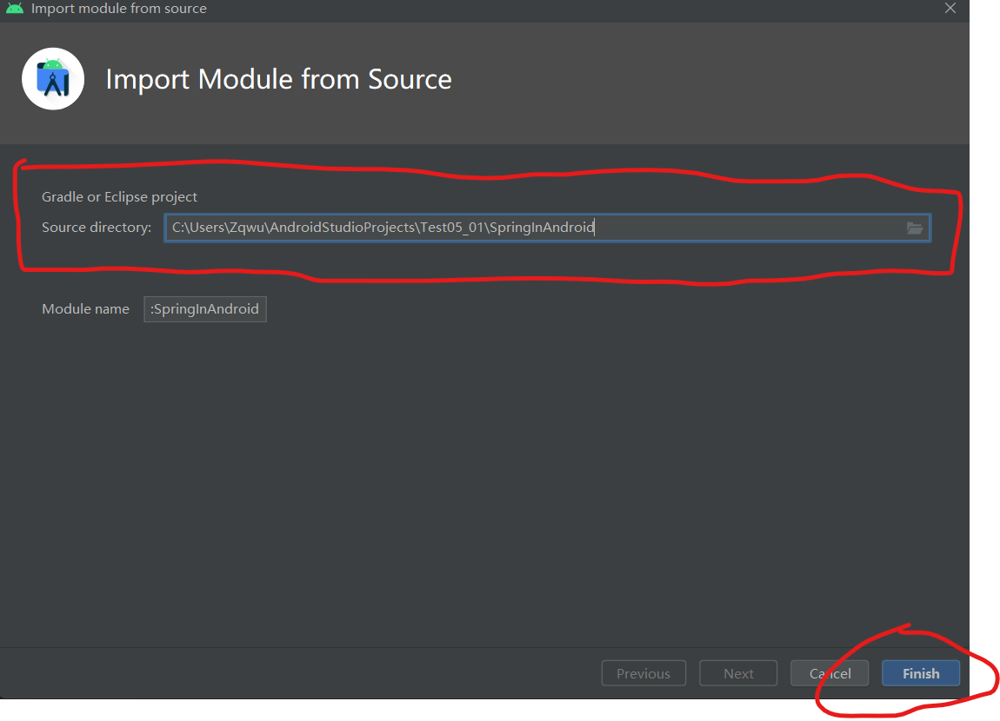 Import module from source
Import Module from Source
Gradle or Eclipse project
Source directory: C:\Users\Zqwu\AndroidStudioProjects\Test05_01\SpringInAndroid
Module name :SpringInAndroid
Previous Next Cancel Finish